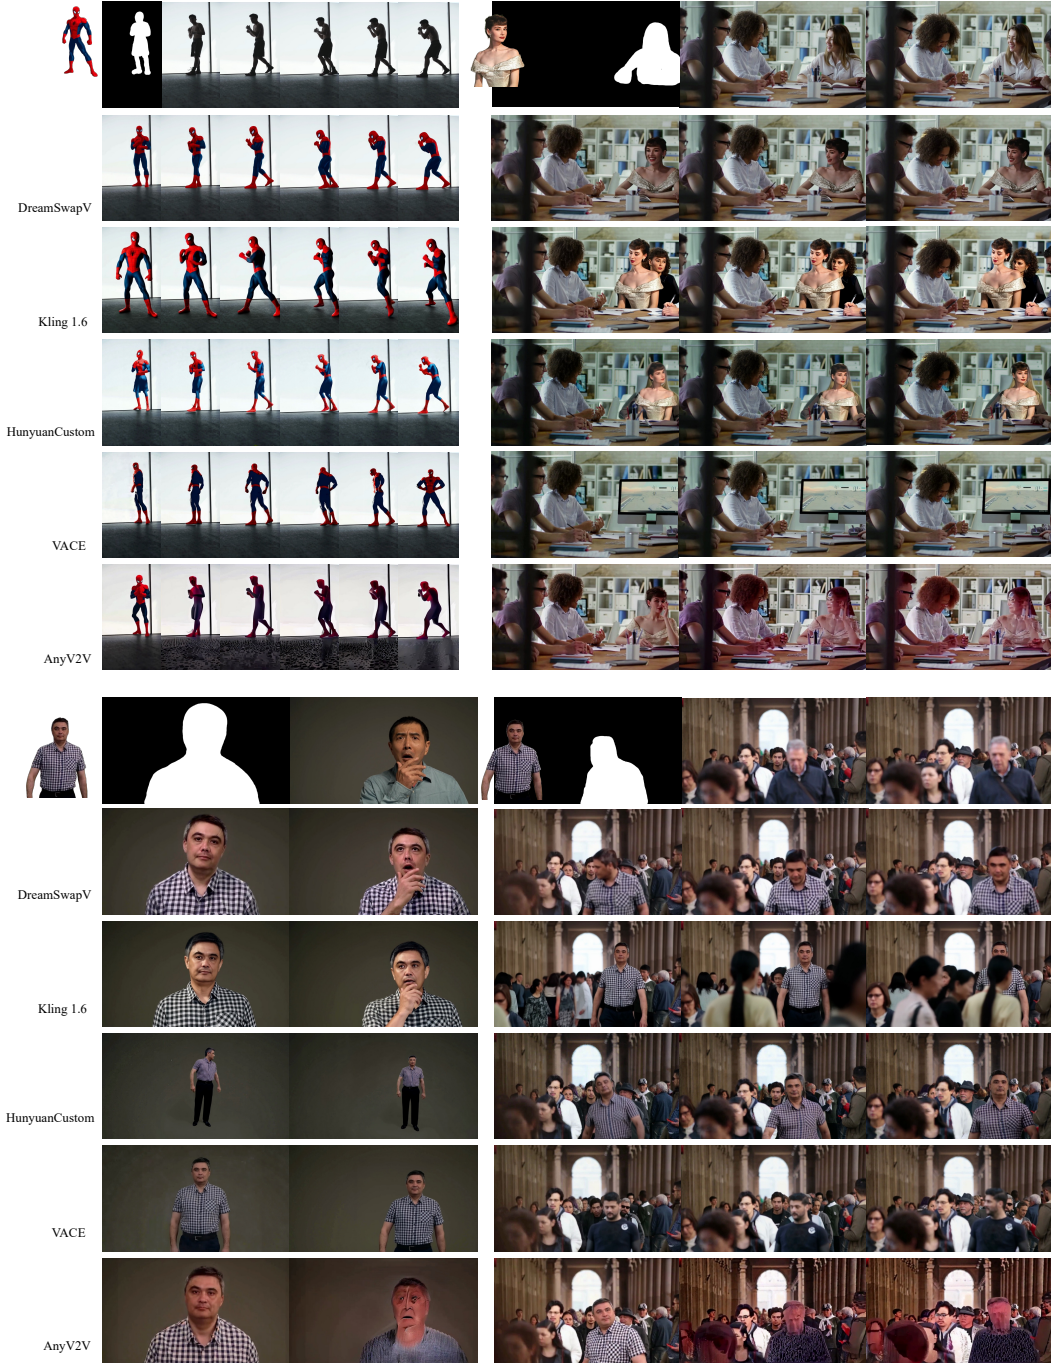 DreamSwapV
Kling 1.6
HunyuanCustom
VACE
AnyV2V
DreamSwapV
Kling 1.6
HunyuanCustom
VACE
AnyV2V